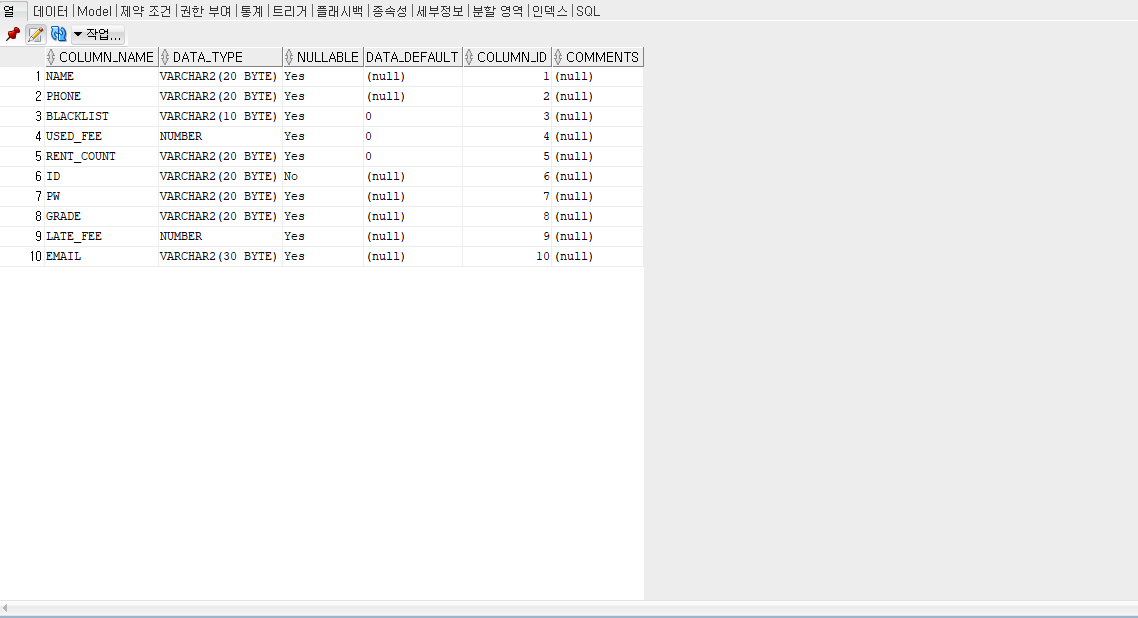 열 데이터 Model 제약 조건 권한 부여 통계 트리거 플래시백 종속성 세부정보 분할 영역 인덱스 SQL
작업...
COLUMN_NAME DATA_TYPE NULLABLE DATA_DEFAULT COLUMN_ID COMMENTS
1 NAME VARCHAR2(20 BYTE) Yes (null) 1 (null)
2 PHONE VARCHAR2(20 BYTE) Yes (null) 2 (null)
3 BLACKLIST VARCHAR2(10 BYTE) Yes 0 3 (null)
4 USED_FEE NUMBER Yes 0 4 (null)
5 RENT_COUNT VARCHAR2(20 BYTE) Yes 0 5 (null)
6 ID VARCHAR2(20 BYTE) No (null) 6 (null)
7 PW VARCHAR2(20 BYTE) Yes (null) 7 (null)
8 GRADE VARCHAR2(20 BYTE) Yes (null) 8 (null)
9 LATE_FEE NUMBER Yes (null) 9 (null)
10 EMAIL VARCHAR2(30 BYTE) Yes (null) 10 (null)